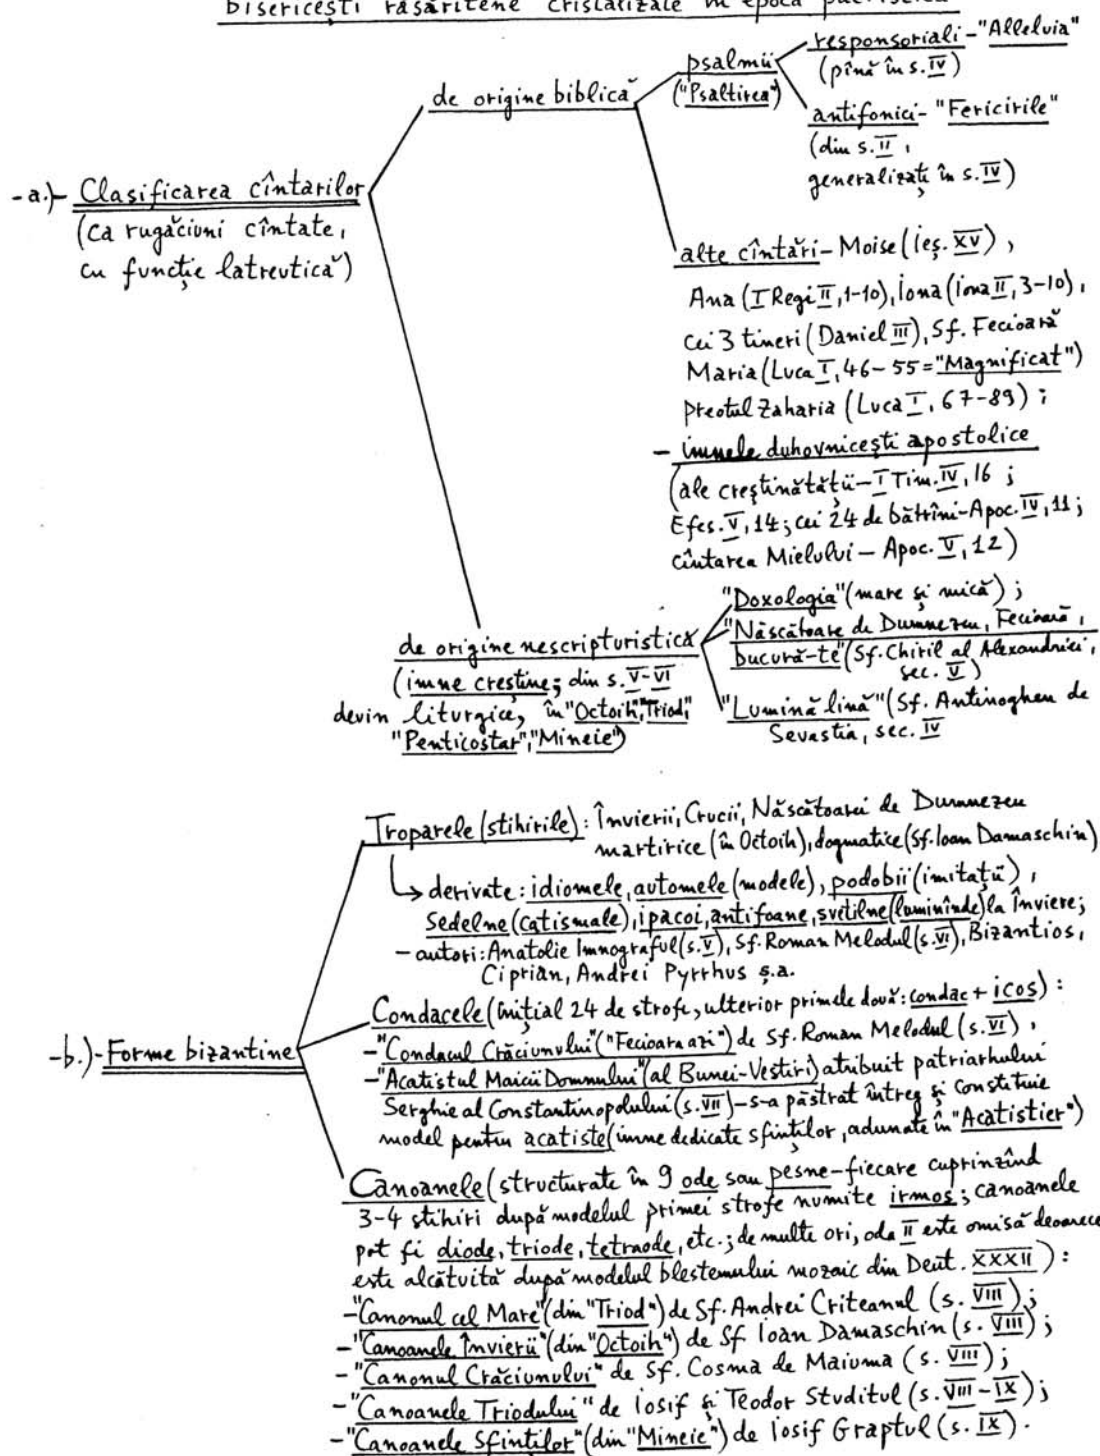 bisericești răsăritene cristalizate în epoca patristică
-a.)- Clasificarea cîntărilor
(ca rugăciuni cîntate,
cu funcție latreutică)
de origine biblică
psalmii
("Psaltirea")
responsoriali - "Alleluia"
(pînă în s. IV)
antifonici - "Fericirile"
(din s. II,
generalizați în s. IV)
alte cîntări - Moise (Ieș. XV),
Ana (I Regi II, 1-10), Iona (Iona II, 3-10),
cei 3 tineri (Daniel III), Sf. Fecioară
Maria (Luca I, 46-55 = "Magnificat")
preotul Zaharia (Luca I, 67-89);
- imnele duhovnicești apostolice
(ale creștinătății - I Tim. IV, 16;
Efes. V, 14; cei 24 de bătrîni - Apoc. IV, 11;
cîntarea Mielului - Apoc. V, 12)
de origine nescripturistică
(imne creștine; din s. V-VI
devin liturgice, în "Octoih", "Triod",
"Penticostar", "Mineie")
"Doxologia" (mare și mică);
"Născătoare de Dumnezeu, Fecioară,
bucură-te" (Sf. Chiril al Alexandriei,
sec. V)
"Lumină lină" (Sf. Antinoghen de
Sevastia, sec. IV
-b.)- Forme bizantine
Troparele (stihirile): Învierii, Crucii, Născătoarei de Dumnezeu
martirice (în Octoih), dogmatice (Sf. Ioan Damaschin)
↳ derivate: idiomele, automele (modele), podobii (imitații),
sedelne (catismale), ipacoi, antifoane, svetilne (luminînde) la Înviere;
- autori: Anatolie Imnograful (s. V), Sf. Roman Melodul (s. VI), Bizantios,
Ciprian, Andrei Pyrrhus ș.a.
Condacele (inițial 24 de strofe, ulterior primele două: condac + icos):
- "Condacul Crăciunului" ("Fecioara azi") de Sf. Roman Melodul (s. VI),
- "Acatistul Maicii Domnului" (al Bunei-Vestiri) atribuit patriarhului
Serghie al Constantinopolului (s. VII) - s-a păstrat întreg și constituie
model pentru acatiste (imne dedicate sfinților, adunate în "Acatistier")
Canoanele (structurate în 9 ode sau pesne - fiecare cuprinzînd
3-4 stihiri după modelul primei strofe numite irmos; canoanele
pot fi diode, triode, tetraode, etc.; de multe ori, oda II este omisă deoarece
este alcătuită după modelul blestemului mozaic din Deut. XXXII):
- "Canonul cel Mare" (din "Triod") de Sf. Andrei Criteanul (s. VIII);
- "Canoanele Învierii" (din "Octoih") de Sf Ioan Damaschin (s. VIII);
- "Canonul Crăciunului" de Sf. Cosma de Maiuma (s. VIII);
- "Canoanele Triodului" de Iosif și Teodor Studitul (s. VIII-IX);
- "Canoanele Sfinților" (din "Mineie") de Iosif Graptul (s. IX).